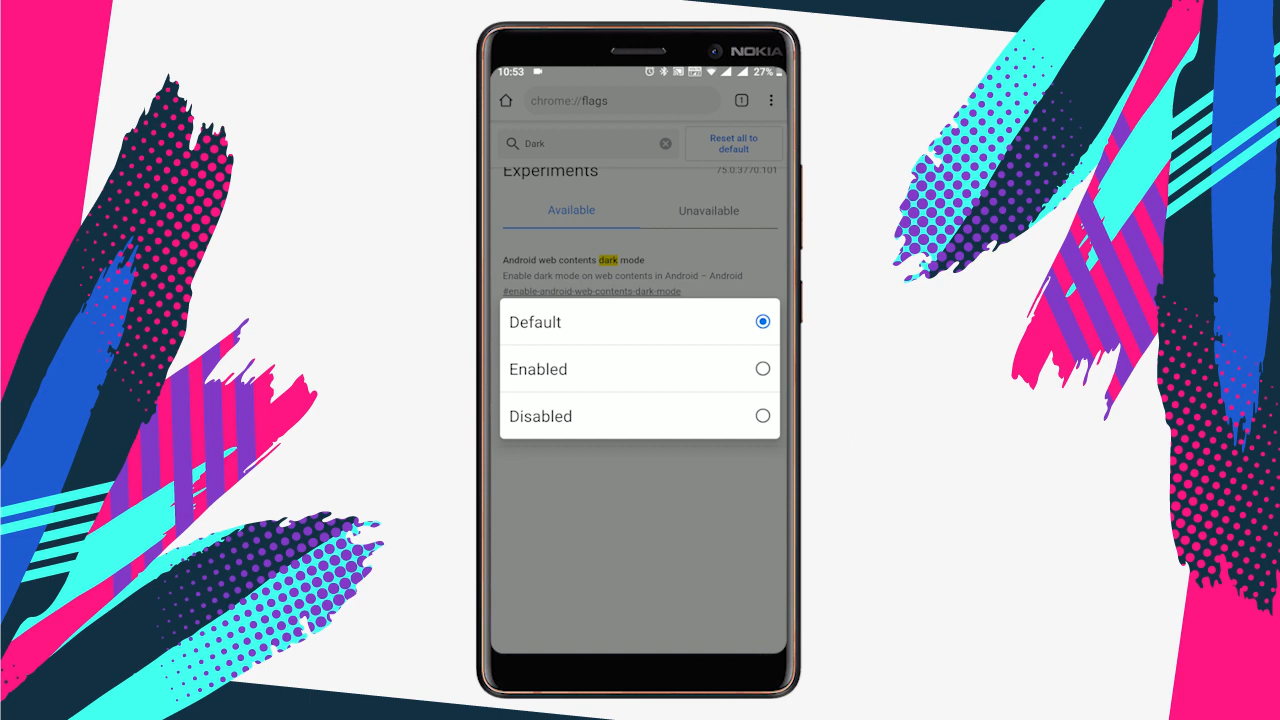 NOKIA
10:53
27%
chrome://flags
1
Dark
Reset all to
default
Experiments
75.0.3770.101
Available
Unavailable
Android web contents dark mode
Enable dark mode on web contents in Android – Android
#enable-android-web-contents-dark-mode
Default
Enabled
Disabled